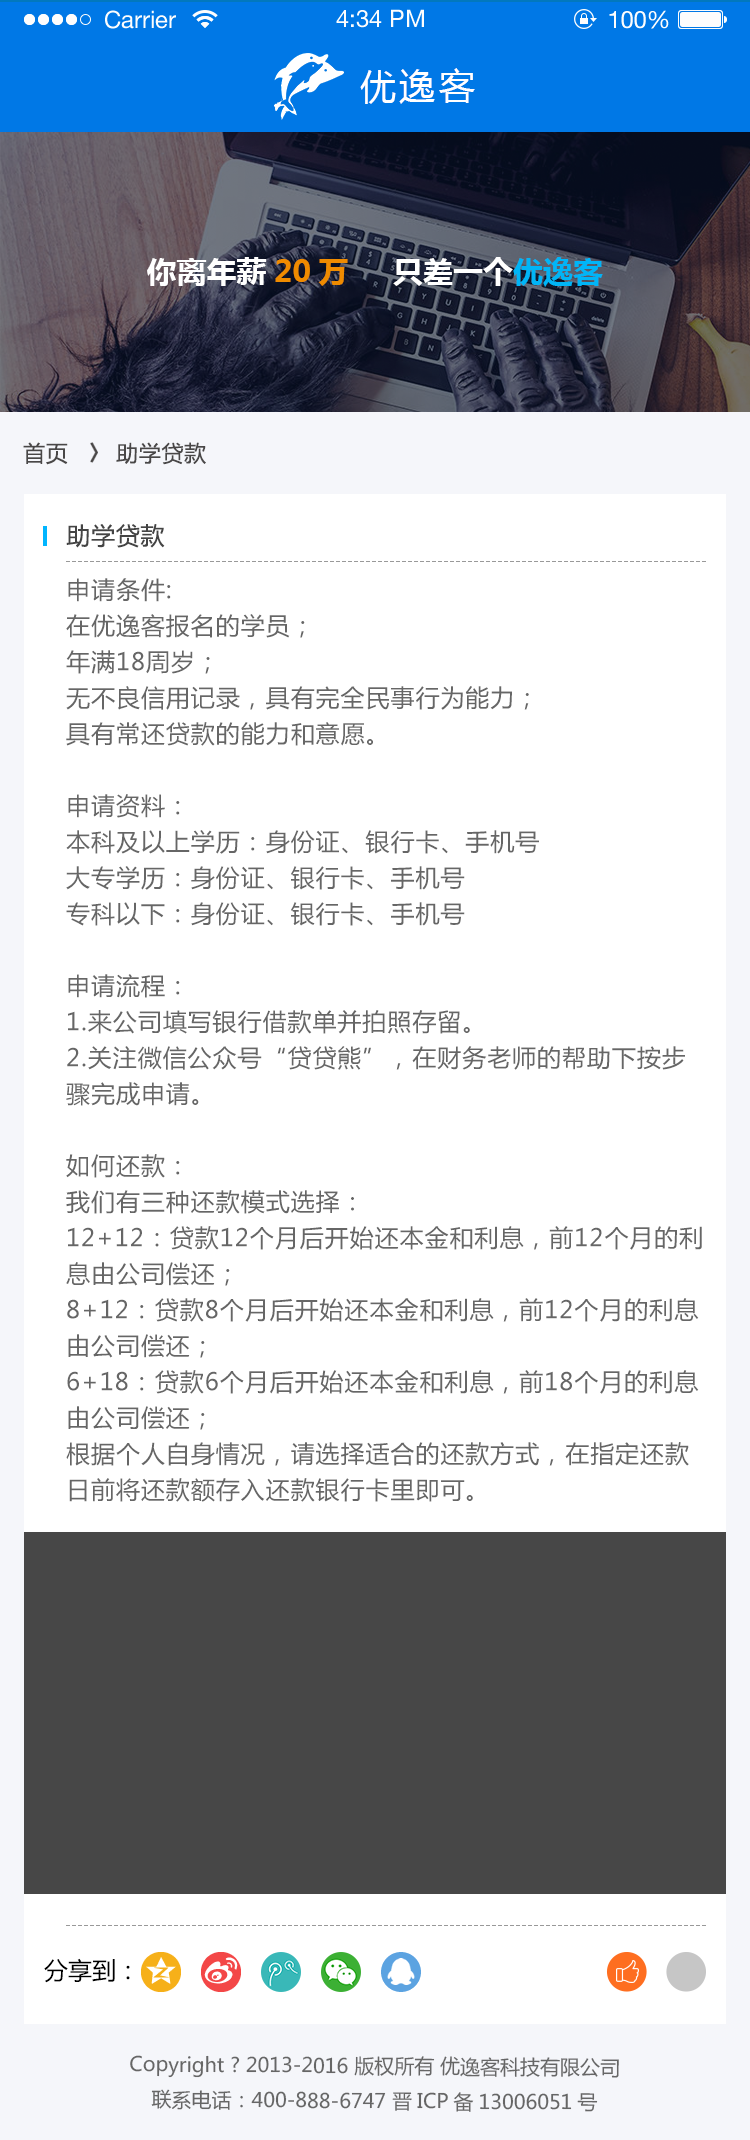 Carrier 4:34 PM 100%
优逸客
你离年薪 20 万 只差一个优逸客
首页 〉 助学贷款
助学贷款
申请条件:
在优逸客报名的学员；
年满18周岁；
无不良信用记录，具有完全民事行为能力；
具有常还贷款的能力和意愿。
申请资料：
本科及以上学历：身份证、银行卡、手机号
大专学历：身份证、银行卡、手机号
专科以下：身份证、银行卡、手机号
申请流程：
1.来公司填写银行借款单并拍照存留。
2.关注微信公众号“贷贷熊”，在财务老师的帮助下按步
骤完成申请。
如何还款：
我们有三种还款模式选择：
12+12：贷款12个月后开始还本金和利息，前12个月的利
息由公司偿还；
8+12：贷款8个月后开始还本金和利息，前12个月的利息
由公司偿还；
6+18：贷款6个月后开始还本金和利息，前18个月的利息
由公司偿还；
根据个人自身情况，请选择适合的还款方式，在指定还款
日前将还款额存入还款银行卡里即可。
分享到：
Copyright ? 2013-2016 版权所有 优逸客科技有限公司
联系电话：400-888-6747 晋 ICP 备 13006051 号